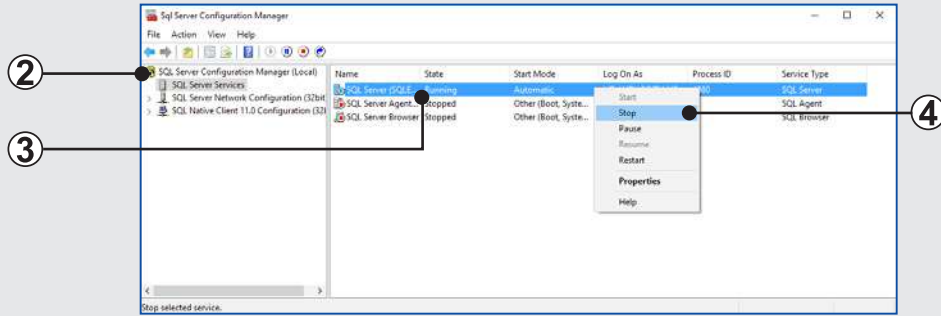 Sql Server Configuration Manager
File Action View Help
2
SQL Server Configuration Manager (Local)
SQL Server Services
SQL Server Network Configuration (32bit
SQL Native Client 11.0 Configuration (32
3
Name State Start Mode Log On As Process ID Service Type
SQL Server (SQLE... Running Automatic SQL Server
SQL Server Agent... Stopped Other (Boot, Syste... SQL Agent
SQL Server Browser Stopped Other (Boot, Syste... SQL Browser
Start
Stop
Pause
Resume
Restart
Properties
Help
4
Stop selected service.